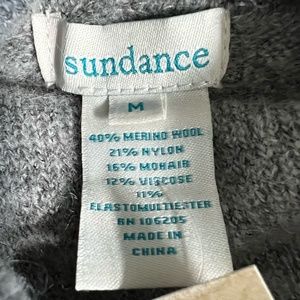 sundance
M
40% MERINO WOOL
21% NYLON
16% MOHAIR
12% VISCOSE
11%
ELASTOMULTIESTER
RN 106205
MADE IN
CHINA